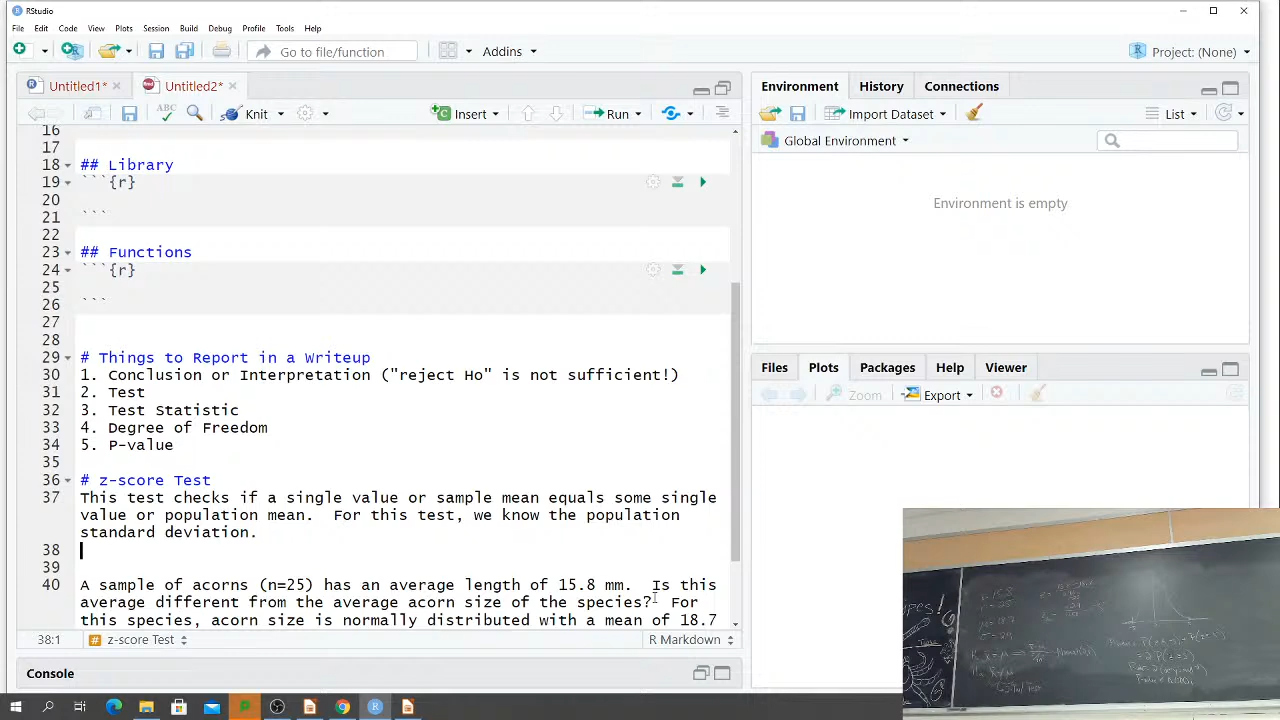 RStudio
File Edit Code View Plots Session Build Debug Profile Tools Help
Go to file/function
Addins
Project: (None)
Untitled1*
Untitled2*
ABC
Knit
Insert
Run
16
17
18 ## Library
19 ```{r}
20
21 ```
22
23 ## Functions
24 ```{r}
25
26 ```
27
28
29 # Things to Report in a Writeup
30 1. Conclusion or Interpretation ("reject Ho" is not sufficient!)
31 2. Test
32 3. Test Statistic
33 4. Degree of Freedom
34 5. P-value
35
36 # z-score Test
37 This test checks if a single value or sample mean equals some single
value or population mean.  For this test, we know the population
standard deviation.
38
39
40 A sample of acorns (n=25) has an average length of 15.8 mm.  Is this
average different from the average acorn size of the species?  For
this species, acorn size is normally distributed with a mean of 18.7
38:1
z-score Test
R Markdown
Console
Environment
History
Connections
Import Dataset
List
Global Environment
Environment is empty
Files
Plots
Packages
Help
Viewer
Zoom
Export